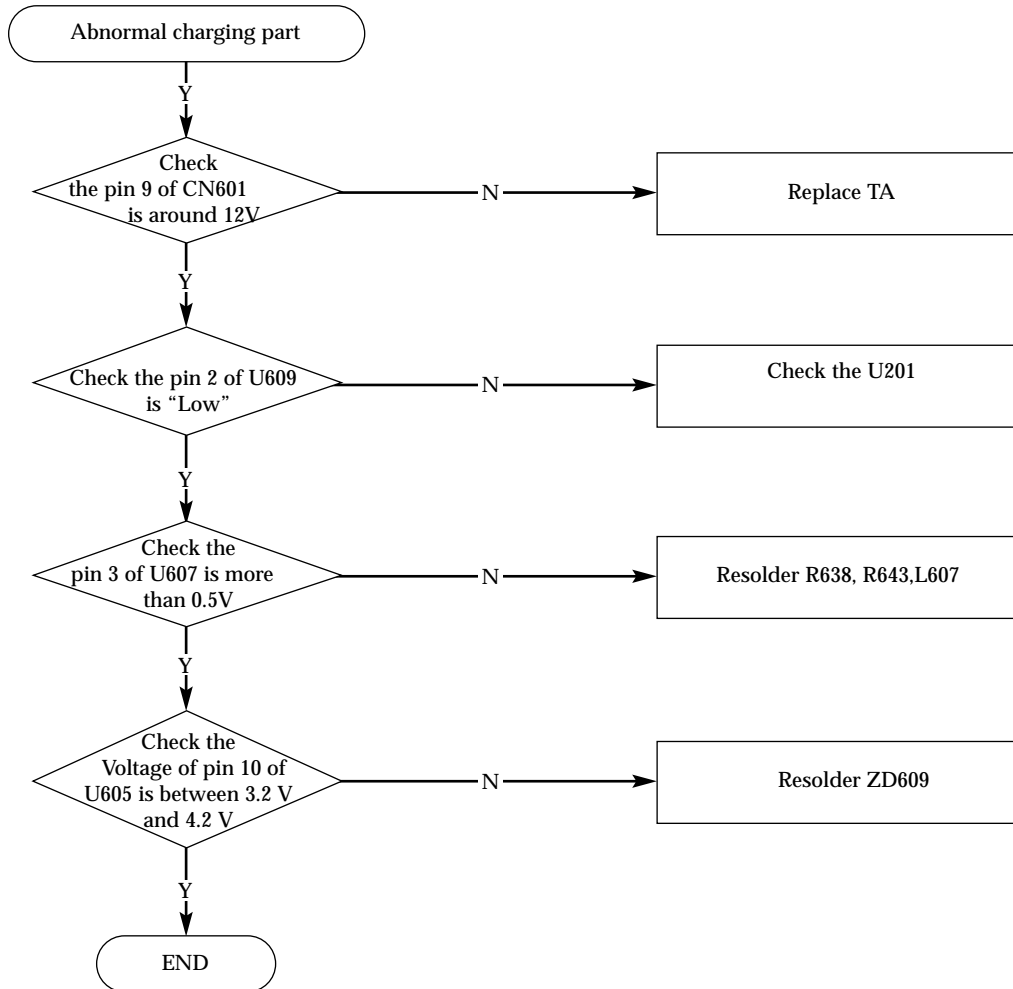 Abnormal charging part
Y
Check
the pin 9 of CN601
is around 12V
N
Replace TA
Y
Check the pin 2 of U609
is “Low”
N
Check the U201
Y
Check the
pin 3 of U607 is more
than 0.5V
N
Resolder R638, R643,L607
Y
Check the
Voltage of pin 10 of
U605 is between 3.2 V
and 4.2 V
N
Resolder ZD609
Y
END